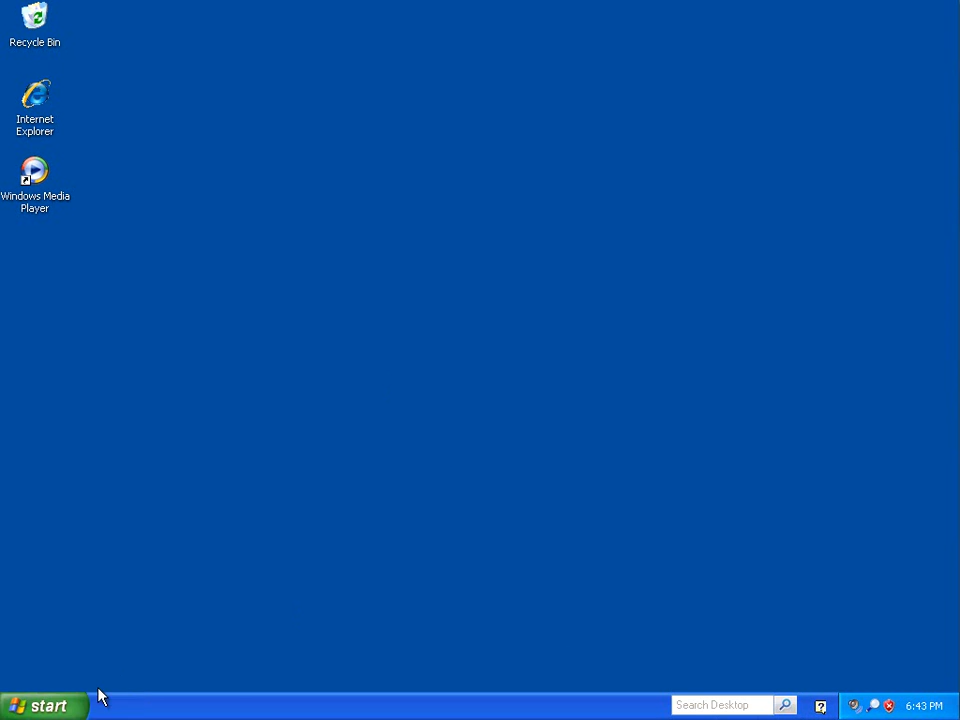 Recycle Bin
Internet
Explorer
Windows Media
Player
start
Search Desktop
6:43 PM